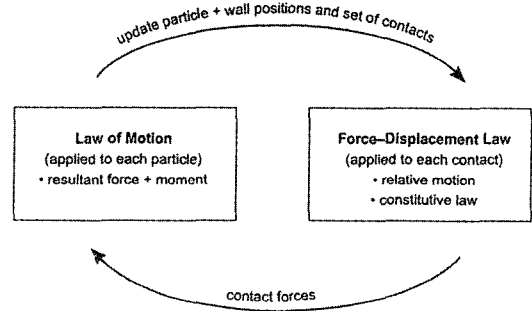 update particle + wall positions and set of contacts
Law of Motion
(applied to each particle)
• resultant force + moment
Force–Displacement Law
(applied to each contact)
• relative motion
• constitutive law
contact forces